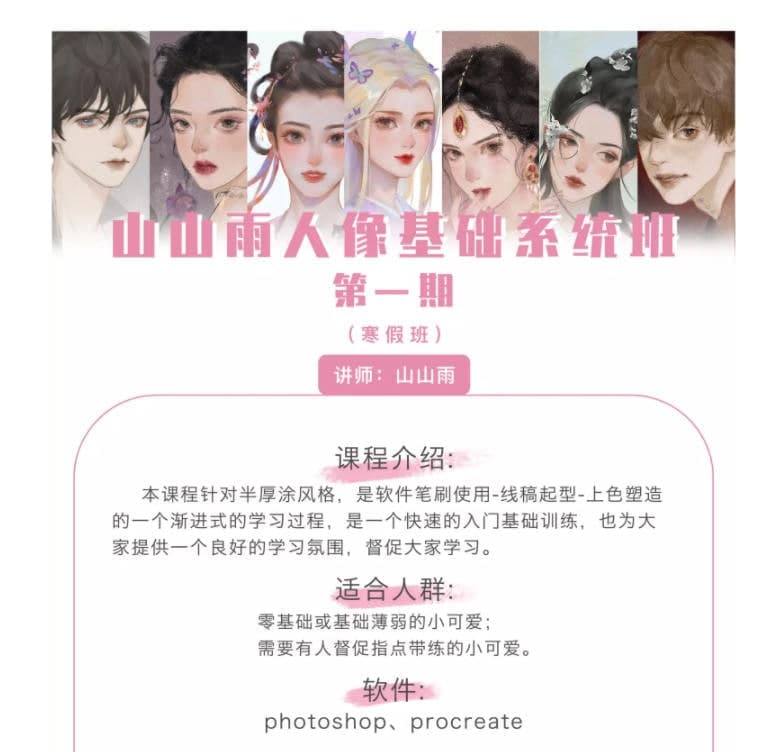 山山雨人像基础系统班
第一期
（寒假班）
讲师：山山雨
课程介绍:
本课程针对半厚涂风格，是软件笔刷使用-线稿起型-上色塑造
的一个渐进式的学习过程，是一个快速的入门基础训练，也为大
家提供一个良好的学习氛围，督促大家学习。
适合人群:
零基础或基础薄弱的小可爱；
需要有人督促指点带练的小可爱。
软件:
photoshop、procreate